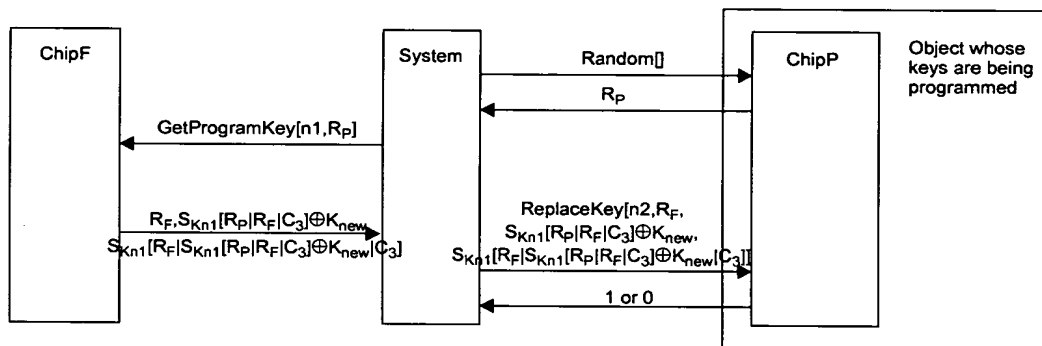 ChipF
System
ChipP
Object whose
keys are being
programmed
Random[]
R_P
GetProgramKey[n1,R_P]
R_F,S_Kn1[R_P|R_F|C_3]⊕K_new
S_Kn1[R_F|S_Kn1[R_P|R_F|C_3]⊕K_new|C_3]
ReplaceKey[n2,R_F,
S_Kn1[R_P|R_F|C_3]⊕K_new,
S_Kn1[R_F|S_Kn1[R_P|R_F|C_3]⊕K_new|C_3]]
1 or 0